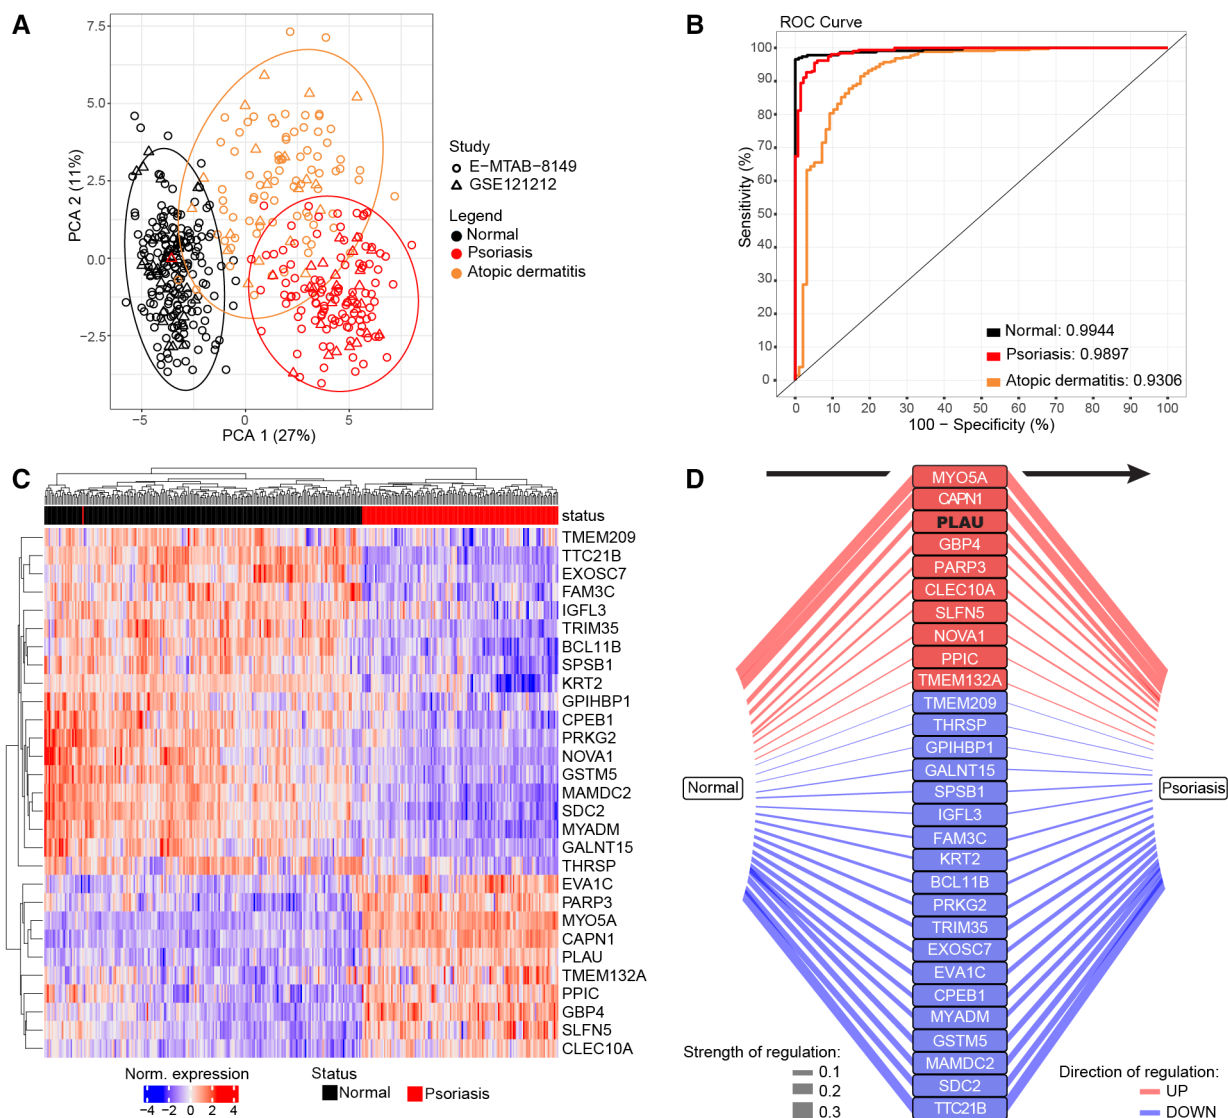 A
7.5
5.0
2.5
0.0
−2.5
PCA 2 (11%)
−5
0
5
PCA 1 (27%)
Study
E−MTAB−8149
GSE121212
Legend
Normal
Psoriasis
Atopic dermatitis
B
ROC Curve
100
90
80
70
60
50
40
30
20
10
0
Sensitivity (%)
0 10 20 30 40 50 60 70 80 90 100
100 − Specificity (%)
Normal: 0.9944
Psoriasis: 0.9897
Atopic dermatitis: 0.9306
C
status
TMEM209
TTC21B
EXOSC7
FAM3C
IGFL3
TRIM35
BCL11B
SPSB1
KRT2
GPIHBP1
CPEB1
PRKG2
NOVA1
GSTM5
MAMDC2
SDC2
MYADM
GALNT15
THRSP
EVA1C
PARP3
MYO5A
CAPN1
PLAU
TMEM132A
PPIC
GBP4
SLFN5
CLEC10A
Norm. expression
−4 −2 0 2 4
Status
Normal
Psoriasis
D
MYO5A
CAPN1
PLAU
GBP4
PARP3
CLEC10A
SLFN5
NOVA1
PPIC
TMEM132A
TMEM209
THRSP
GPIHBP1
GALNT15
SPSB1
IGFL3
FAM3C
KRT2
BCL11B
PRKG2
TRIM35
EXOSC7
EVA1C
CPEB1
MYADM
GSTM5
MAMDC2
SDC2
TTC21B
Normal
Psoriasis
Strength of regulation:
0.1
0.2
0.3
Direction of regulation:
UP
DOWN